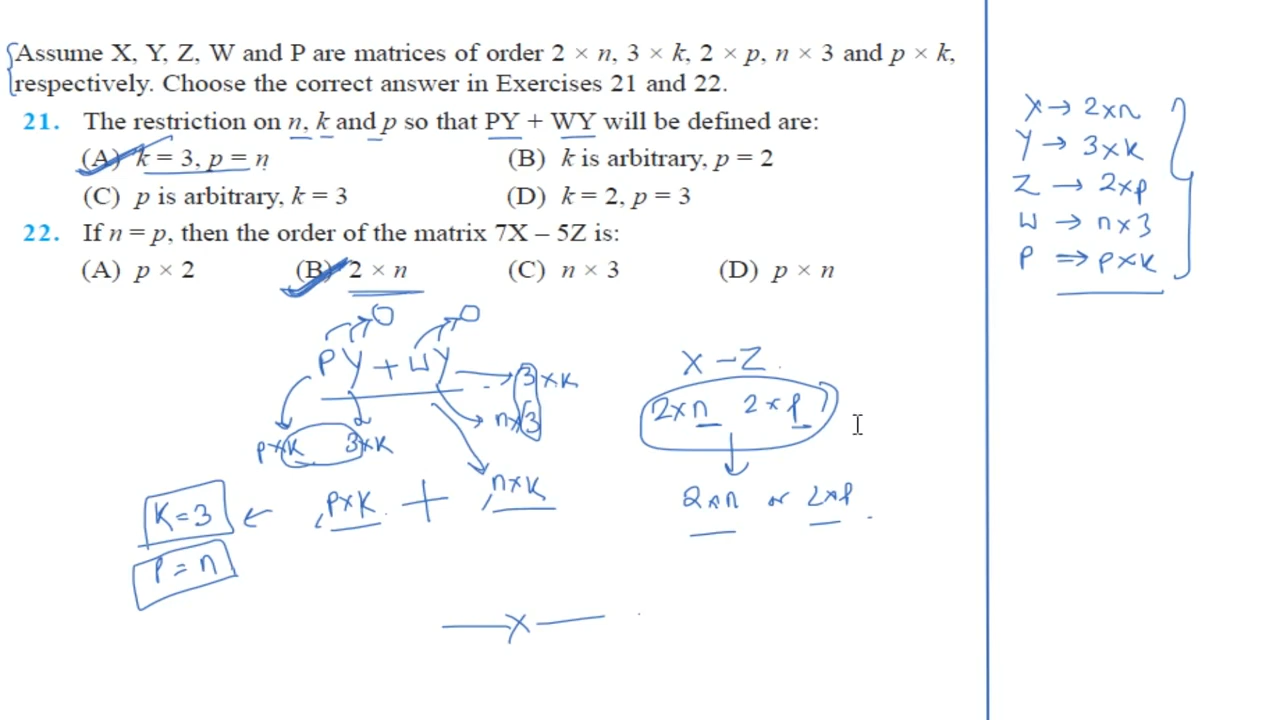 Assume X, Y, Z, W and P are matrices of order 2 × n, 3 × k, 2 × p, n × 3 and p × k,
respectively. Choose the correct answer in Exercises 21 and 22.
21. The restriction on n, k and p so that PY + WY will be defined are:
(A) k = 3, p = n (B) k is arbitrary, p = 2
(C) p is arbitrary, k = 3 (D) k = 2, p = 3
22. If n = p, then the order of the matrix 7X – 5Z is:
(A) p × 2 (B) 2 × n (C) n × 3 (D) p × n
PY + WY
3×K
n×3
p×K 3×K
K=3 ← p×K + n×K
P = n
X – Z
2×n 2×p
2×n or 2×p
—X—
X → 2×n
Y → 3×K
Z → 2×p
W → n×3
P ⇒ p×K